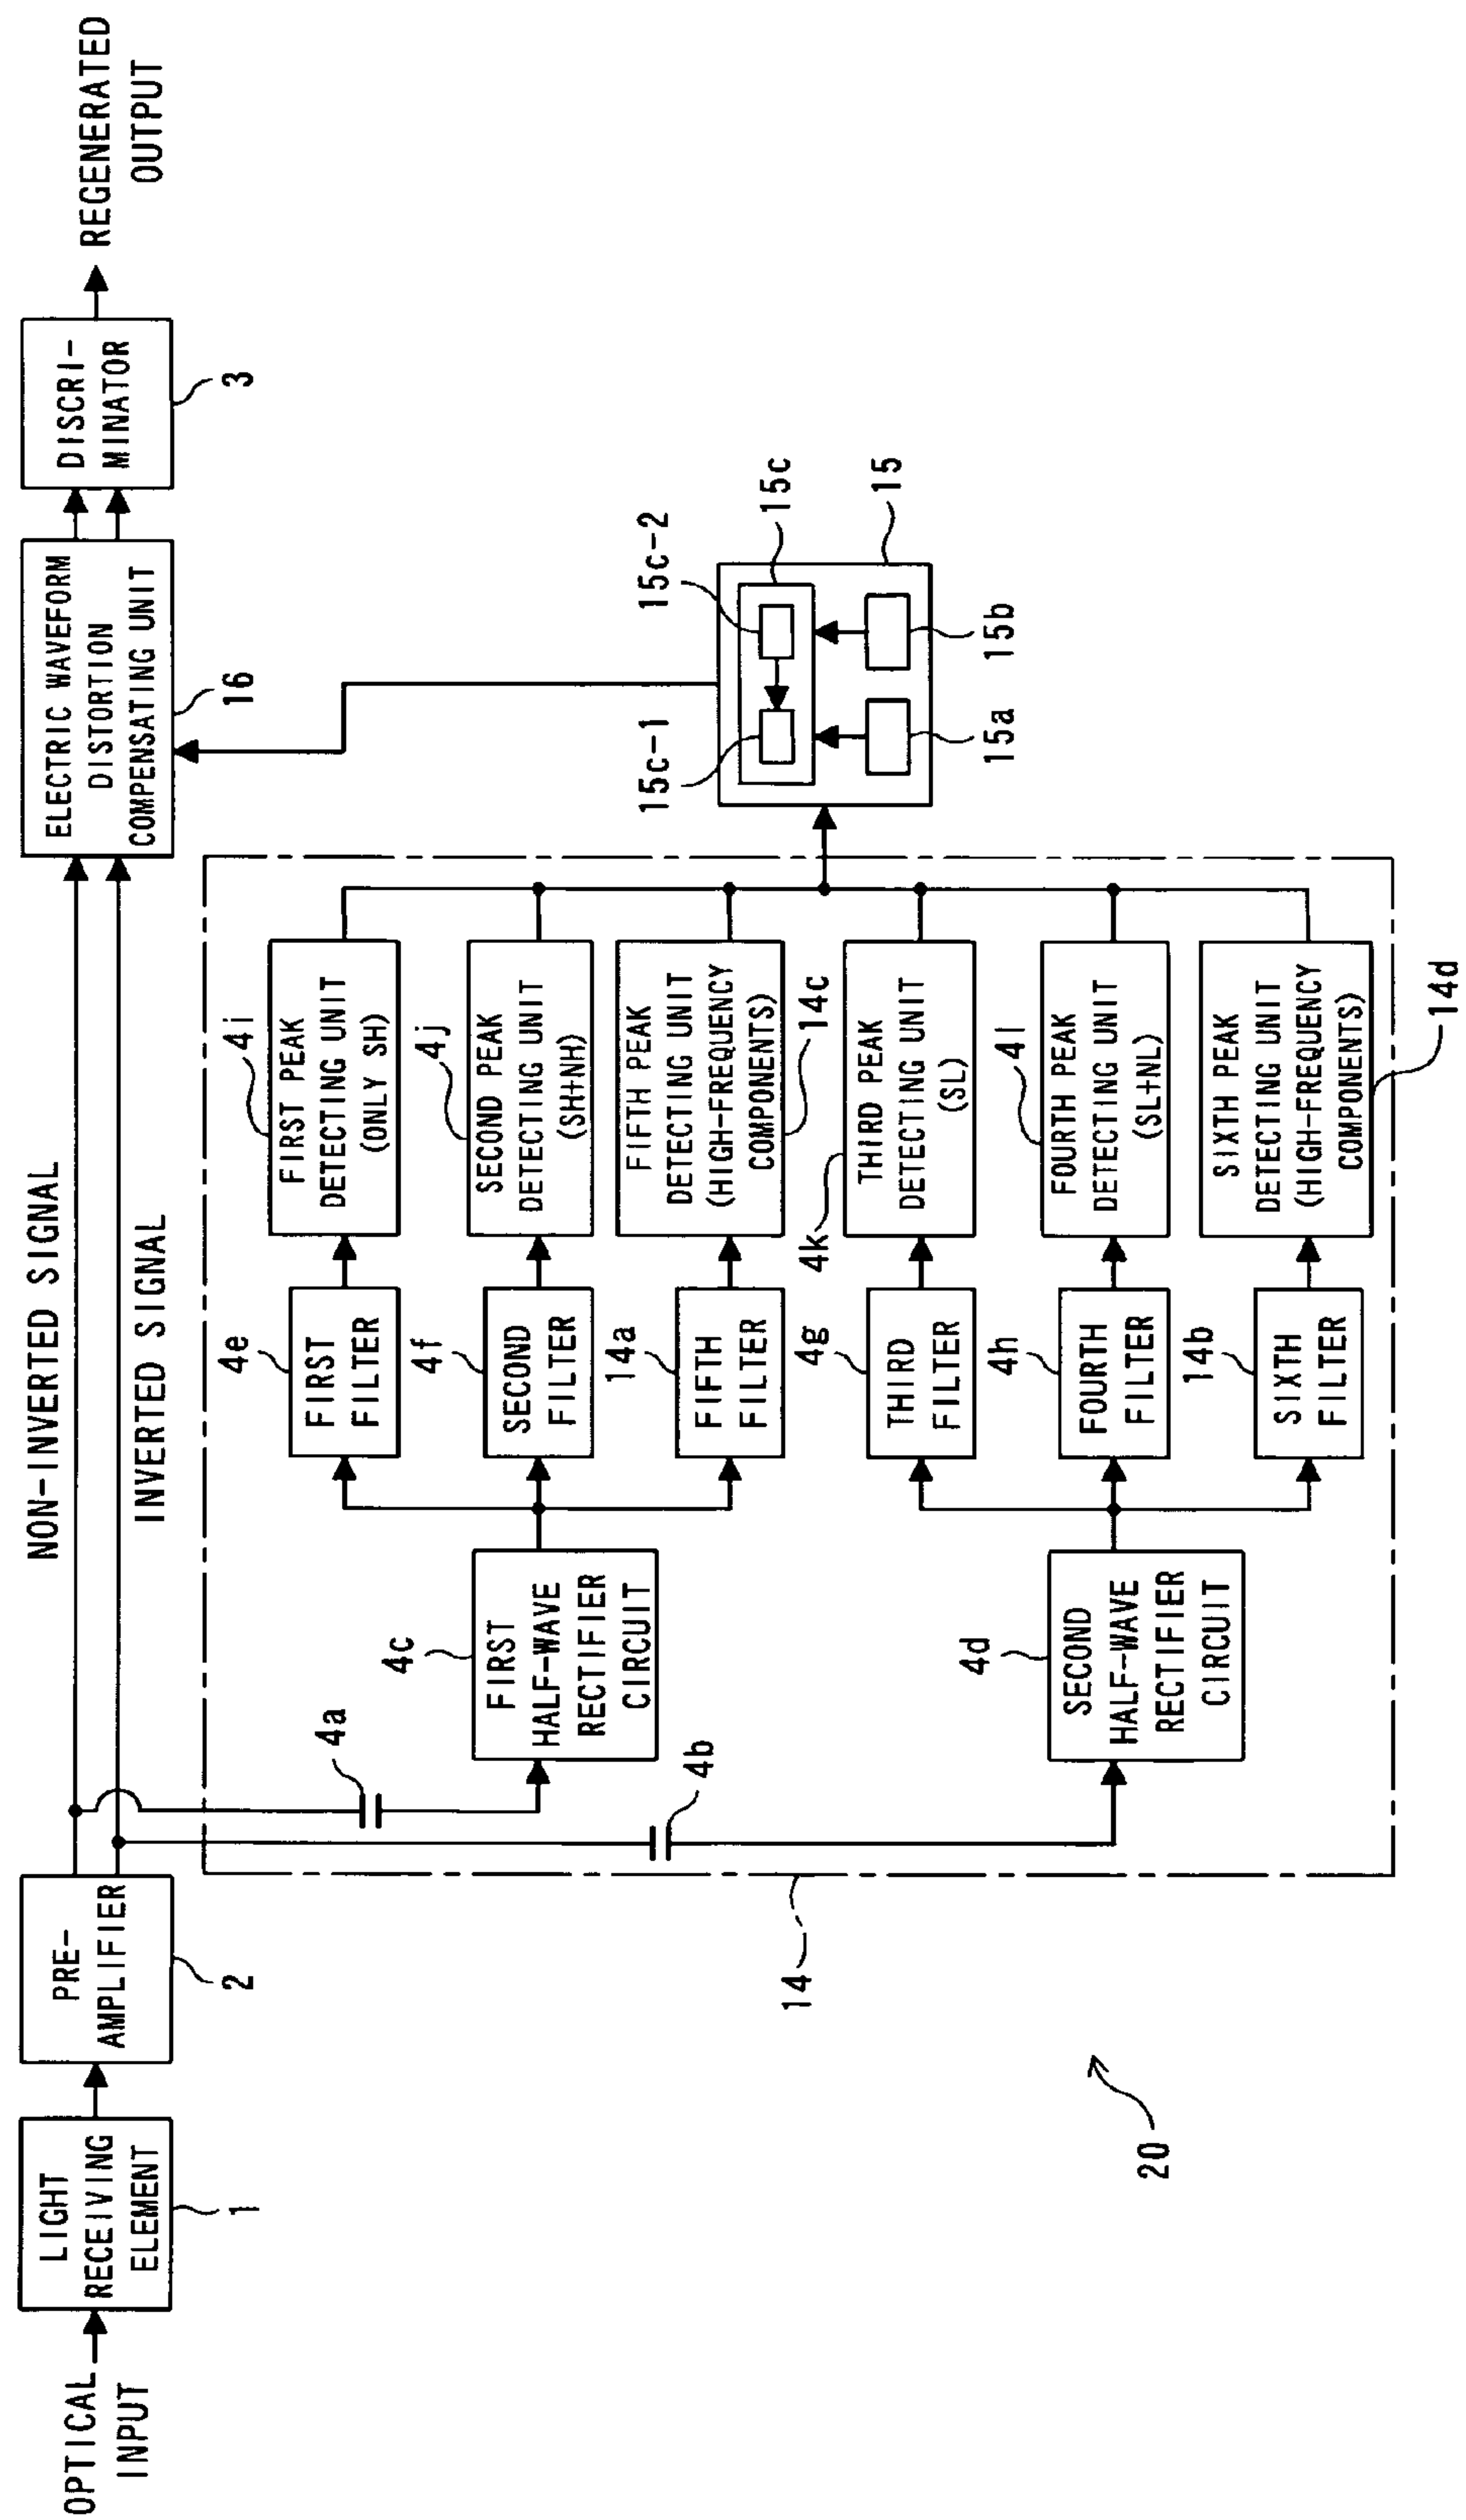 OPTICAL
INPUT
LIGHT
RECEIVING
ELEMENT
1
PRE-
AMPLIFIER
2
NON-INVERTED SIGNAL
INVERTED SIGNAL
ELECTRIC WAVEFORM
DISTORTION
COMPENSATING UNIT
16
DISCRI-
MINATOR
3
REGENERATED
OUTPUT
4a
4b
4c
FIRST
HALF-WAVE
RECTIFIER
CIRCUIT
4d
SECOND
HALF-WAVE
RECTIFIER
CIRCUIT
4e
FIRST
FILTER
4f
SECOND
FILTER
14a
FIFTH
FILTER
4g
THIRD
FILTER
4h
FOURTH
FILTER
14b
SIXTH
FILTER
4i
FIRST PEAK
DETECTING UNIT
(ONLY SH)
4j
SECOND PEAK
DETECTING UNIT
(SH+NH)
FIFTH PEAK
DETECTING UNIT
(HIGH-FREQUENCY
COMPONENTS)
14c
4k
THIRD PEAK
DETECTING UNIT
(SL)
4l
FOURTH PEAK
DETECTING UNIT
(SL+NL)
SIXTH PEAK
DETECTING UNIT
(HIGH-FREQUENCY
COMPONENTS)
14d
15c-1
15c-2
15c
15
15a
15b
14
20